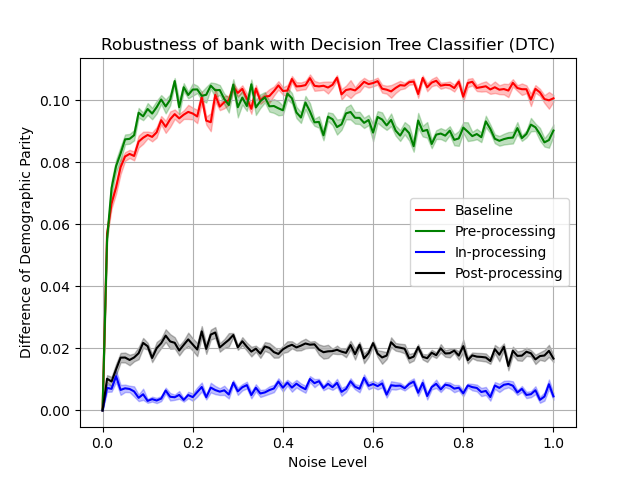 Robustness of bank with Decision Tree Classifier (DTC)
Difference of Demographic Parity
0.10
0.08
0.06
0.04
0.02
0.00
Baseline
Pre-processing
In-processing
Post-processing
0.0 0.2 0.4 0.6 0.8 1.0
Noise Level